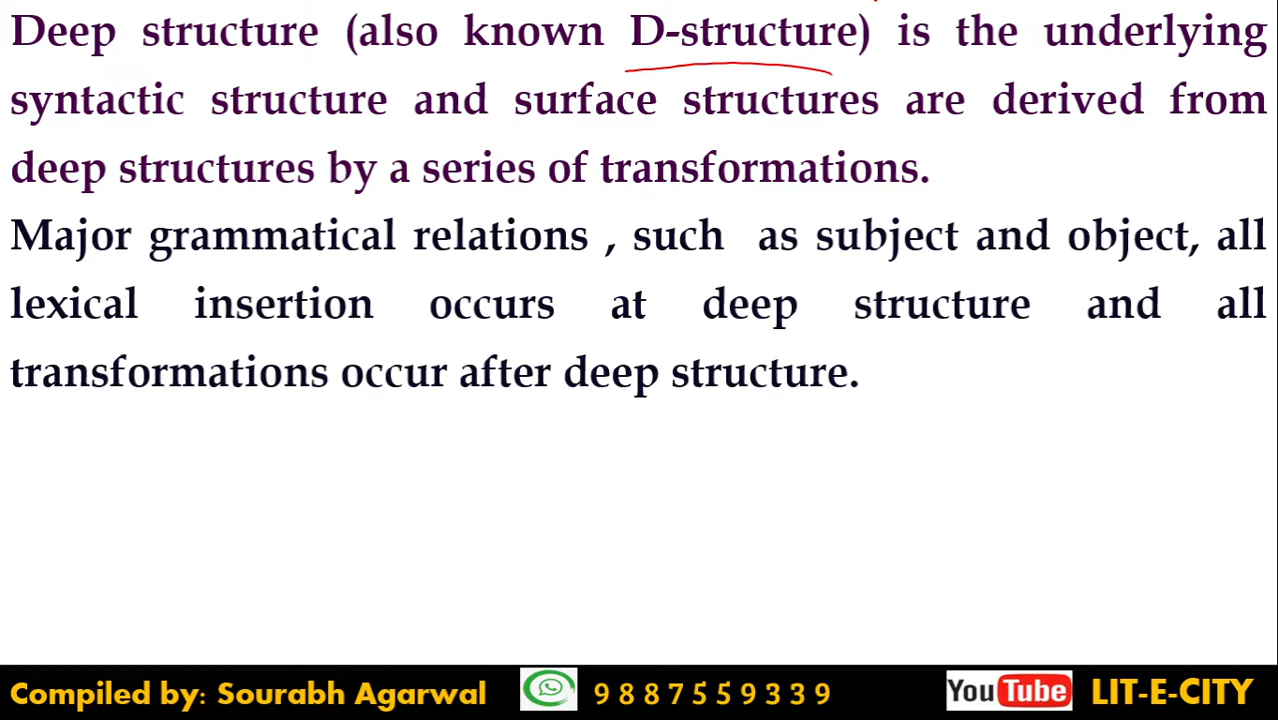 Deep structure (also known D-structure) is the underlying
syntactic structure and surface structures are derived from
deep structures by a series of transformations.
Major grammatical relations , such as subject and object, all
lexical insertion occurs at deep structure and all
transformations occur after deep structure.
Compiled by: Sourabh Agarwal 9887559339 YouTube LIT-E-CITY